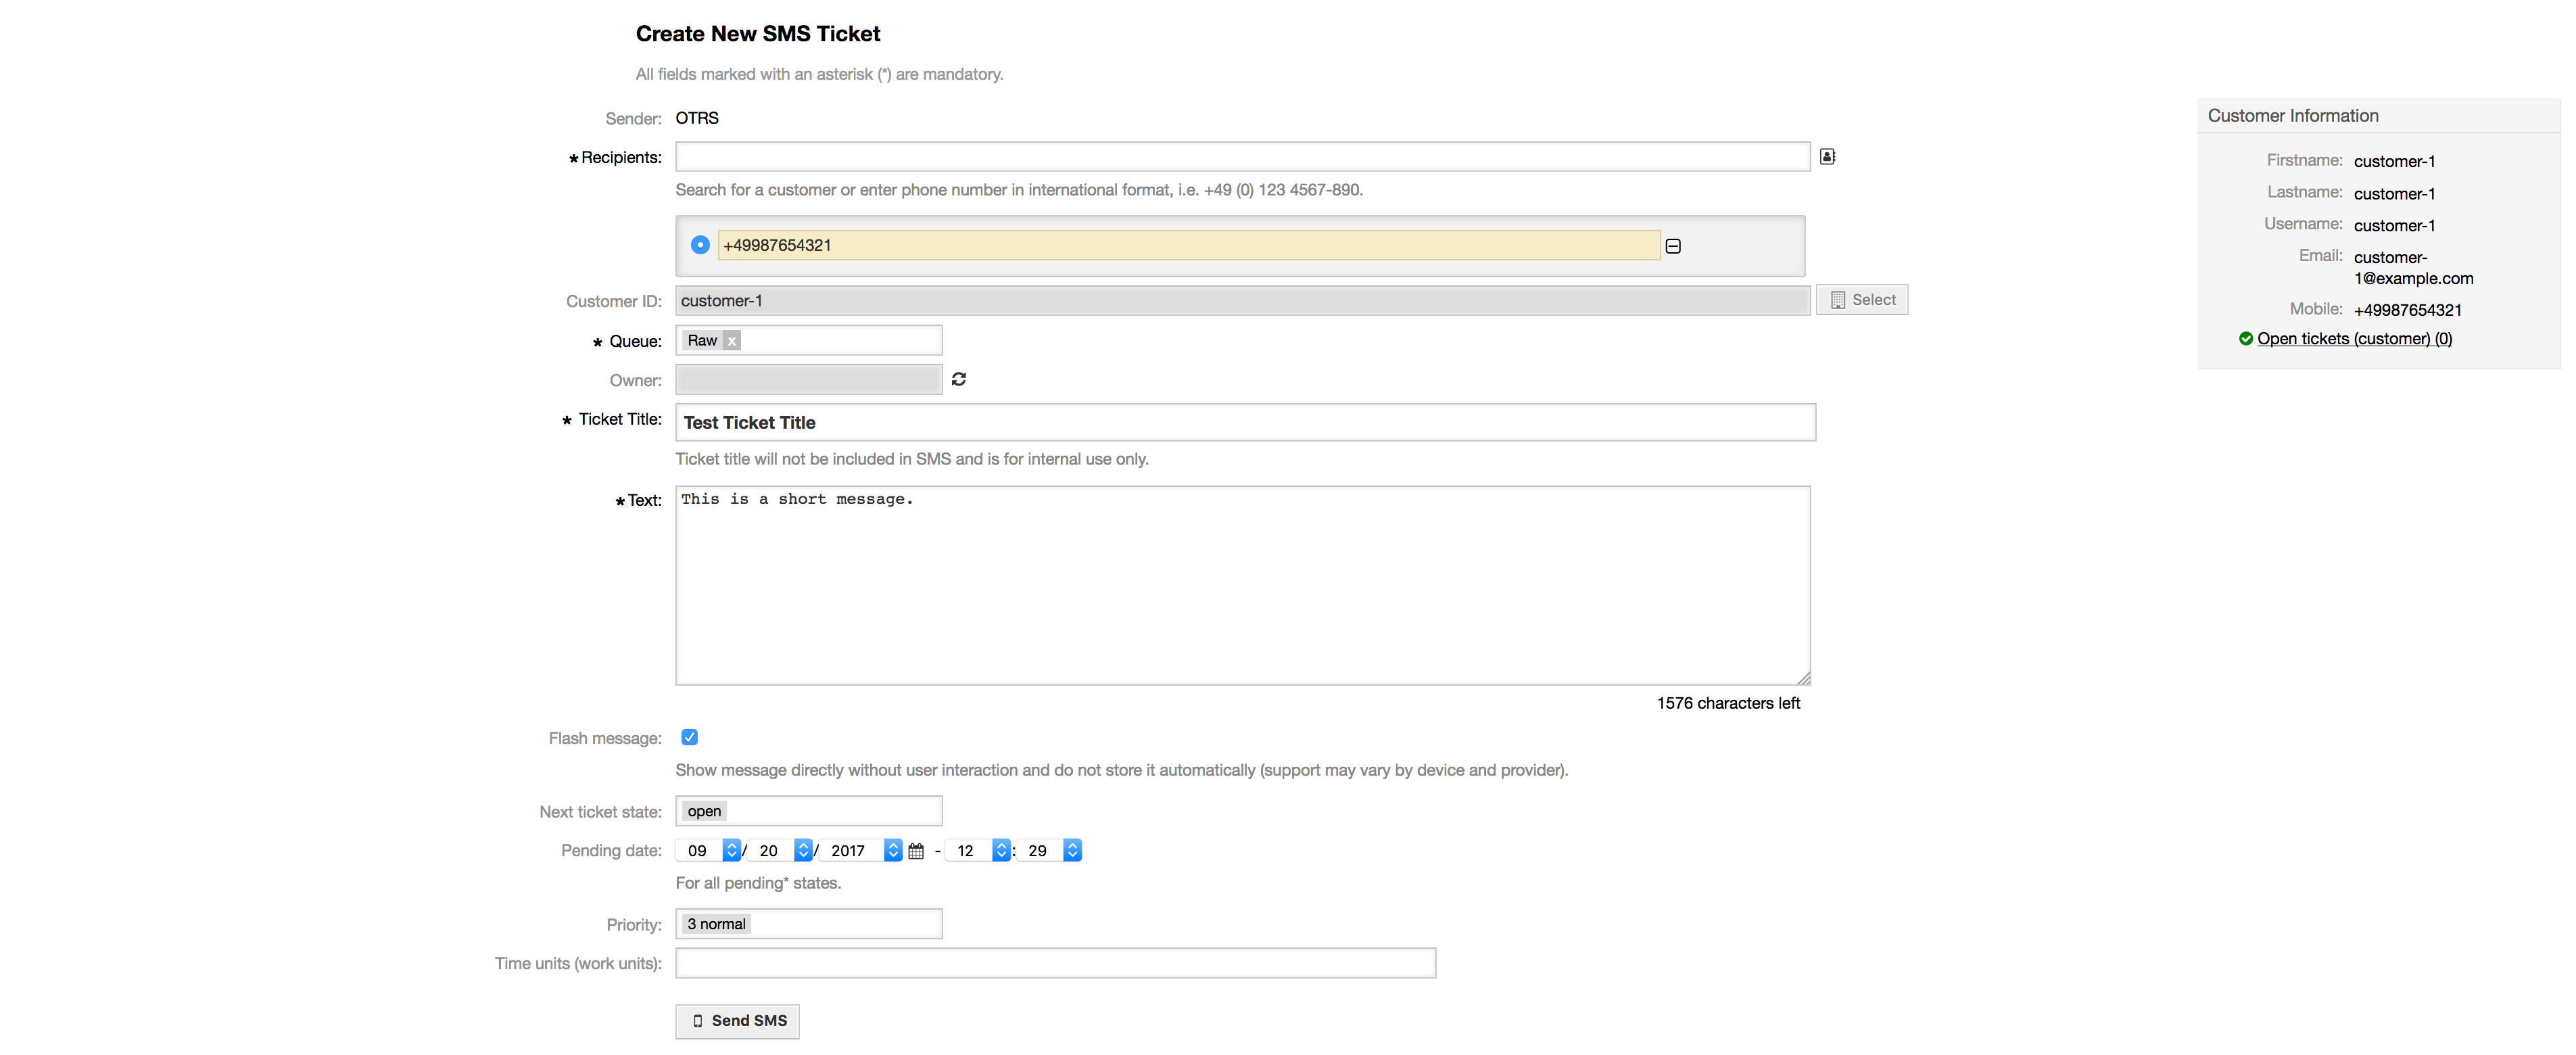 Create New SMS Ticket
All fields marked with an asterisk (*) are mandatory.
Sender: OTRS
* Recipients:
Search for a customer or enter phone number in international format, i.e. +49 (0) 123 4567-890.
+49987654321
Customer ID: customer-1 Select
* Queue: Raw x
Owner:
* Ticket Title: Test Ticket Title
Ticket title will not be included in SMS and is for internal use only.
* Text: This is a short message.
1576 characters left
Flash message:
Show message directly without user interaction and do not store it automatically (support may vary by device and provider).
Next ticket state: open
Pending date: 09 / 20 / 2017 - 12 : 29
For all pending* states.
Priority: 3 normal
Time units (work units):
Send SMS
Customer Information
Firstname: customer-1
Lastname: customer-1
Username: customer-1
Email: customer-
1@example.com
Mobile: +49987654321
Open tickets (customer) (0)